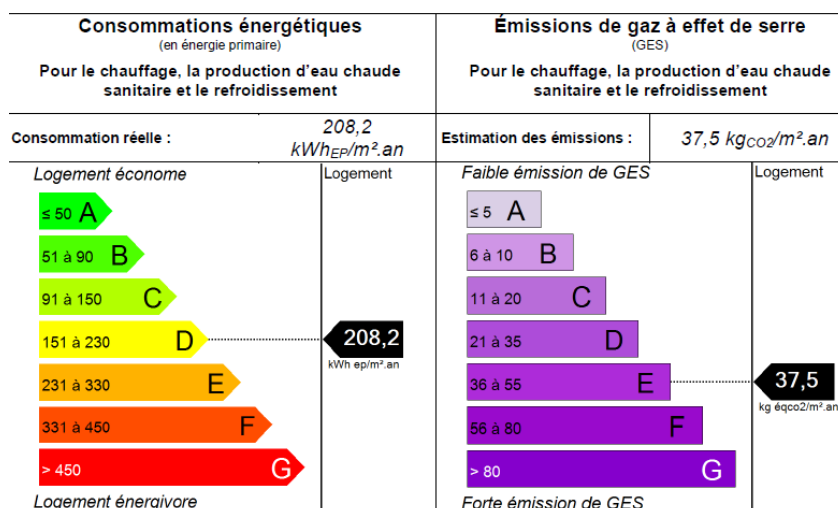 Consommations énergétiques
(en énergie primaire)
Pour le chauffage, la production d'eau chaude
sanitaire et le refroidissement
Consommation réelle :
208,2
kWhEP/m².an
Logement économe
Logement
≤ 50 A
51 à 90 B
91 à 150 C
151 à 230 D
208,2
kWh ep/m².an
231 à 330 E
331 à 450 F
> 450 G
Logement énergivore
Émissions de gaz à effet de serre
(GES)
Pour le chauffage, la production d'eau chaude
sanitaire et le refroidissement
Estimation des émissions :
37,5 kgCO2/m².an
Faible émission de GES
Logement
≤ 5 A
6 à 10 B
11 à 20 C
21 à 35 D
36 à 55 E
37,5
kg éqco2/m².an
56 à 80 F
> 80 G
Forte émission de GES